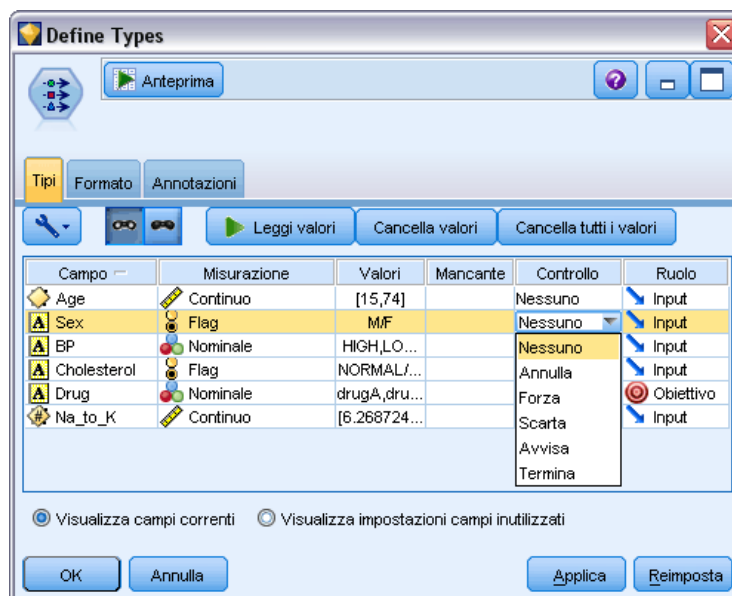 Define Types
Anteprima
Tipi Formato Annotazioni
Leggi valori Cancella valori Cancella tutti i valori
Campo Misurazione Valori Mancante Controllo Ruolo
Age Continuo [15,74] Nessuno Input
A Sex Flag M/F Nessuno Input
A BP Nominale HIGH,LO... Nessuno Input
A Cholesterol Flag NORMAL/... Annulla Input
A Drug Nominale drugA,dru... Forza Obiettivo
# Na_to_K Continuo [6.268724... Scarta Input
Avvisa
Termina
Visualizza campi correnti Visualizza impostazioni campi inutilizzati
OK Annulla Applica Reimposta